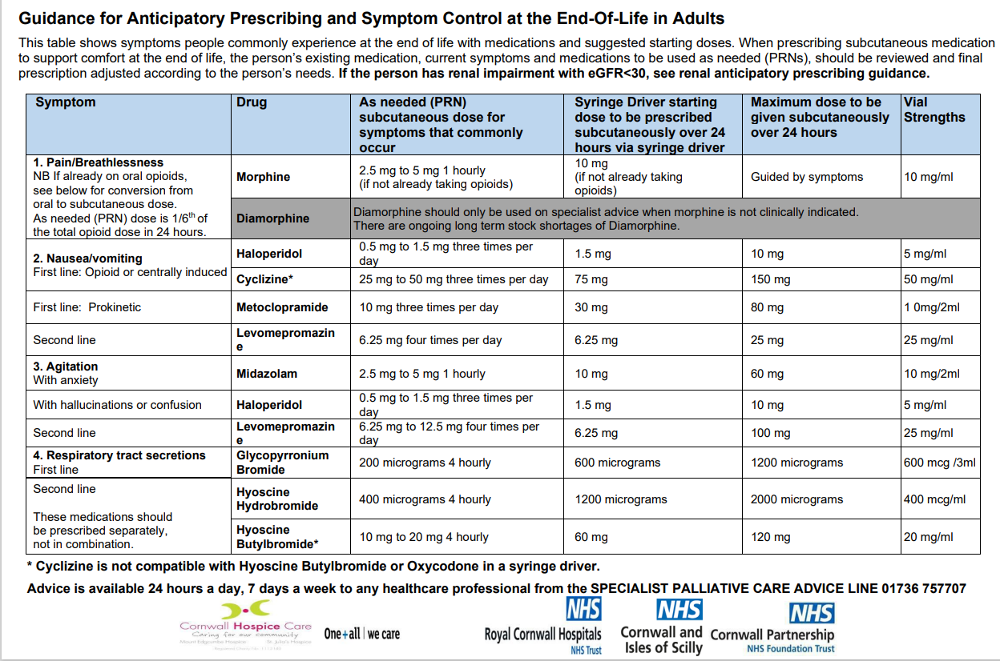 Guidance for Anticipatory Prescribing and Symptom Control at the End-Of-Life in Adults
This table shows symptoms people commonly experience at the end of life with medications and suggested starting doses. When prescribing subcutaneous medication
to support comfort at the end of life, the person's existing medication, current symptoms and medications to be used as needed (PRNs), should be reviewed and final
prescription adjusted according to the person's needs. If the person has renal impairment with eGFR<30, see renal anticipatory prescribing guidance.
Symptom
Drug
As needed (PRN)
subcutaneous dose for
symptoms that commonly
occur
Syringe Driver starting
dose to be prescribed
subcutaneously over 24
hours via syringe driver
Maximum dose to be
given subcutaneously
over 24 hours
Vial
Strengths
1. Pain/Breathlessness
NB If already on oral opioids,
see below for conversion from
oral to subcutaneous dose.
As needed (PRN) dose is 1/6th of
the total opioid dose in 24 hours.
Morphine
2.5 mg to 5 mg 1 hourly
(if not already taking opioids)
10 mg
(if not already taking
opioids)
Guided by symptoms
10 mg/ml
Diamorphine
Diamorphine should only be used on specialist advice when morphine is not clinically indicated.
There are ongoing long term stock shortages of Diamorphine.
2. Nausea/vomiting
First line: Opioid or centrally induced
Haloperidol
0.5 mg to 1.5 mg three times per
day
1.5 mg
10 mg
5 mg/ml
Cyclizine*
25 mg to 50 mg three times per day
75 mg
150 mg
50 mg/ml
First line: Prokinetic
Metoclopramide
10 mg three times per day
30 mg
80 mg
1 0mg/2ml
Second line
Levomepromazin
e
6.25 mg four times per day
6.25 mg
25 mg
25 mg/ml
3. Agitation
With anxiety
Midazolam
2.5 mg to 5 mg 1 hourly
10 mg
60 mg
10 mg/2ml
With hallucinations or confusion
Haloperidol
0.5 mg to 1.5 mg three times per
day
1.5 mg
10 mg
5 mg/ml
Second line
Levomepromazin
e
6.25 mg to 12.5 mg four times per
day
6.25 mg
100 mg
25 mg/ml
4. Respiratory tract secretions
First line
Glycopyrronium
Bromide
200 micrograms 4 hourly
600 micrograms
1200 micrograms
600 mcg /3ml
Second line
These medications should
be prescribed separately,
not in combination.
Hyoscine
Hydrobromide
400 micrograms 4 hourly
1200 micrograms
2000 micrograms
400 mcg/ml
Hyoscine
Butylbromide*
10 mg to 20 mg 4 hourly
60 mg
120 mg
20 mg/ml
* Cyclizine is not compatible with Hyoscine Butylbromide or Oxycodone in a syringe driver.
Advice is available 24 hours a day, 7 days a week to any healthcare professional from the SPECIALIST PALLIATIVE CARE ADVICE LINE 01736 757707
Cornwall Hospice Care
Caring for our community
Mount Edgcumbe Hospice St. Julia's Hospice
One+all | we care
NHS
Royal Cornwall Hospitals
NHS Trust
NHS
Cornwall and
Isles of Scilly
NHS
Cornwall Partnership
NHS Foundation Trust